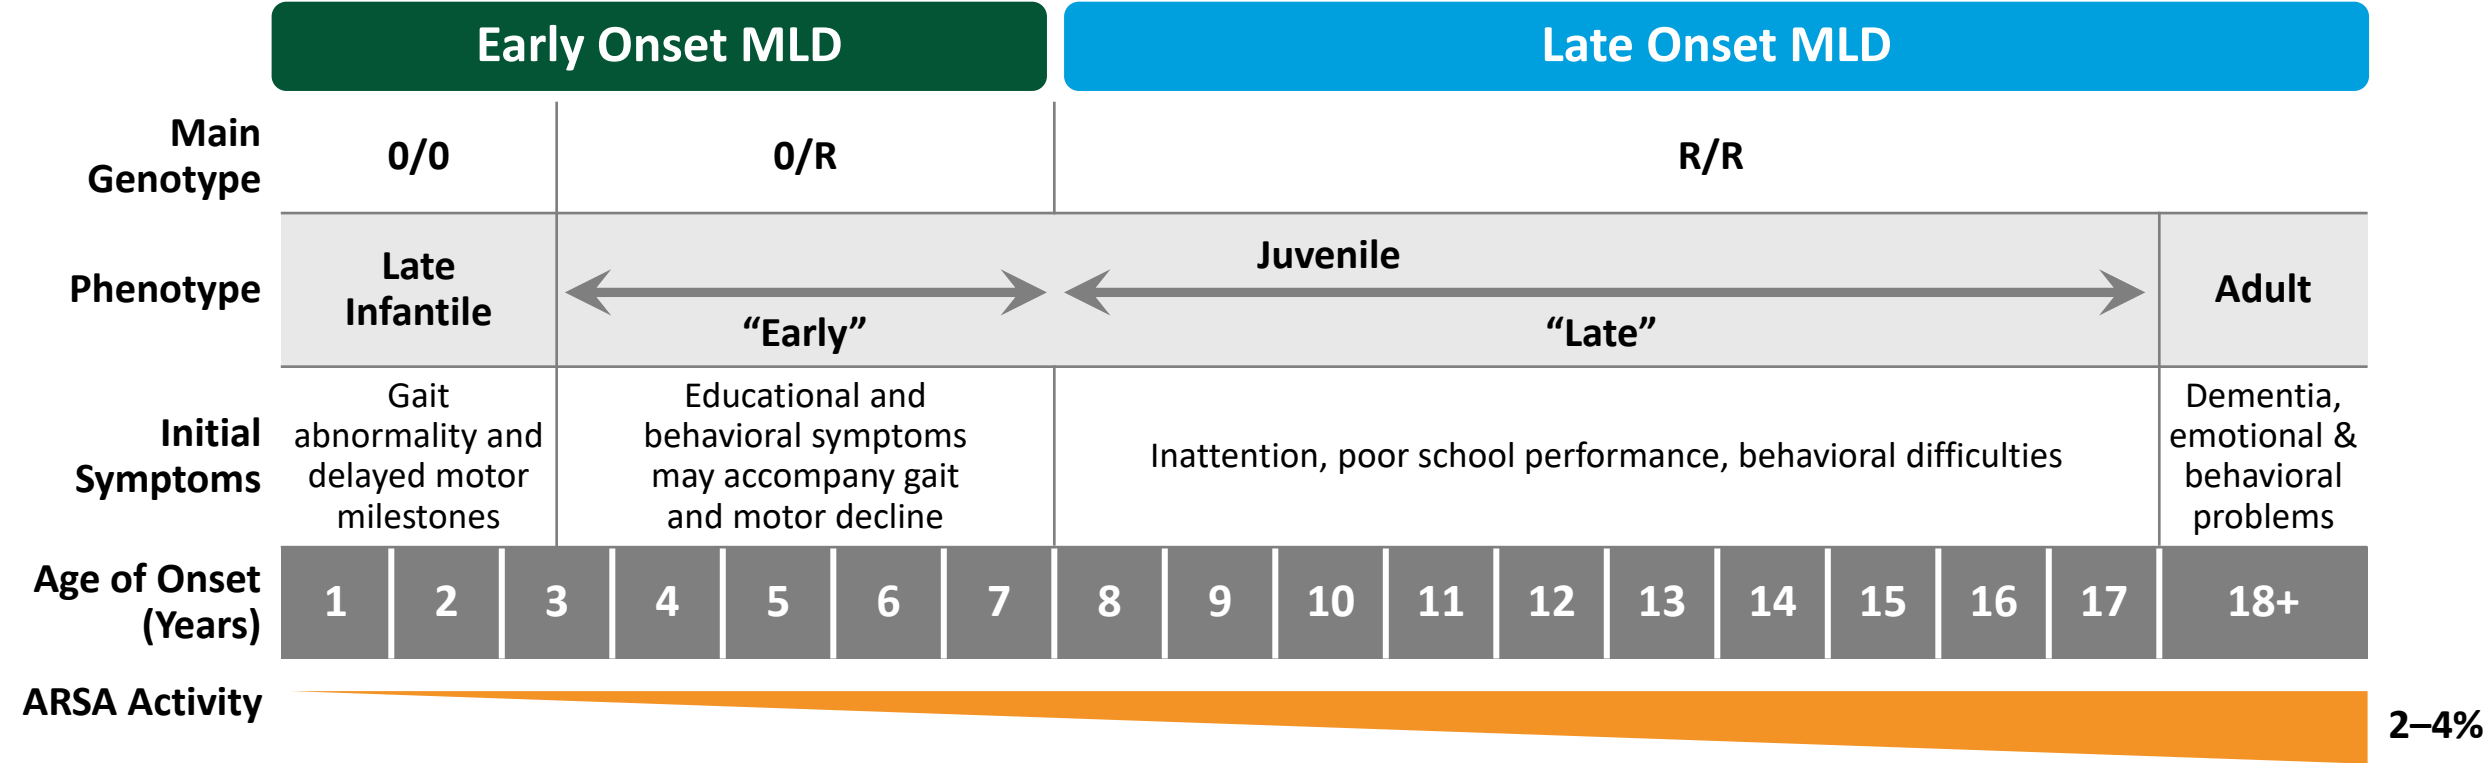 Early Onset MLD
Late Onset MLD
Main
Genotype
0/0
0/R
R/R
Phenotype
Late
Infantile
Juvenile
“Early”
“Late”
Adult
Initial
Symptoms
Gait
abnormality and
delayed motor
milestones
Educational and
behavioral symptoms
may accompany gait
and motor decline
Inattention, poor school performance, behavioral difficulties
Dementia,
emotional &
behavioral
problems
Age of Onset
(Years)
1 2 3 4 5 6 7 8 9 10 11 12 13 14 15 16 17 18+
ARSA Activity
2–4%